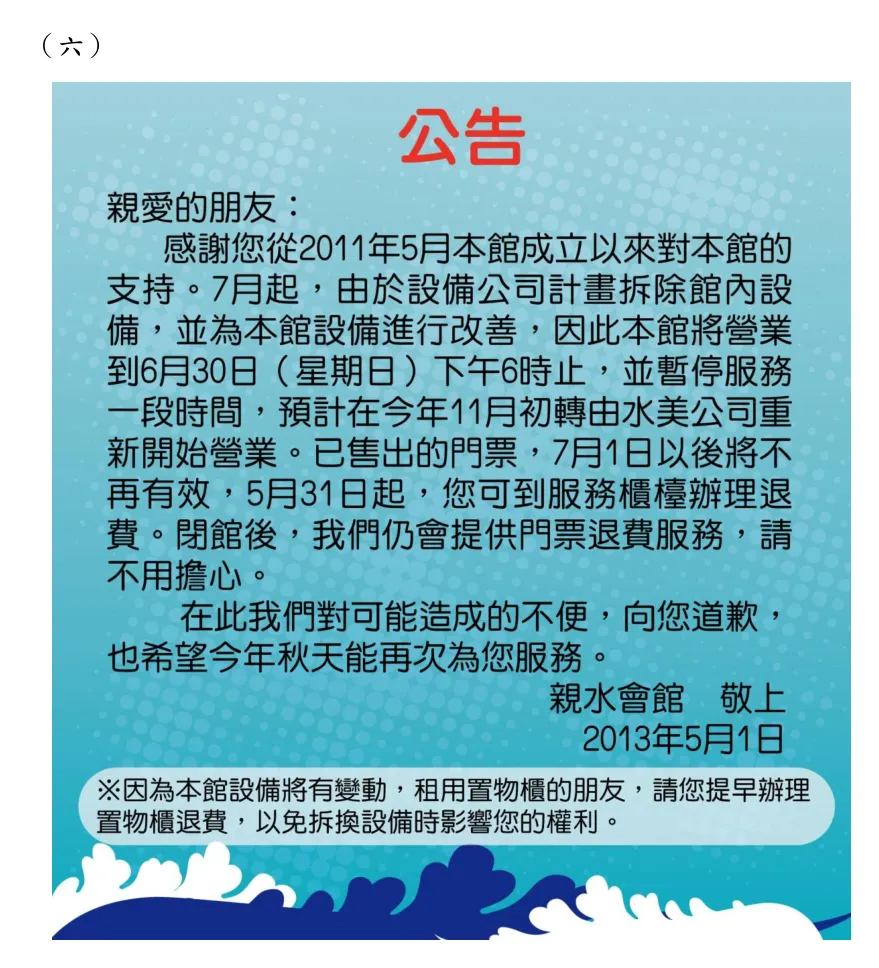 （六）
公告
親愛的朋友：
感謝您從2011年5月本館成立以來對本館的
支持。7月起，由於設備公司計畫拆除館內設
備，並為本館設備進行改善，因此本館將營業
到6月30日（星期日）下午6時止，並暫停服務
一段時間，預計在今年11月初轉由水美公司重
新開始營業。已售出的門票，7月1日以後將不
再有效，5月31日起，您可到服務櫃檯辦理退
費。閉館後，我們仍會提供門票退費服務，請
不用擔心。
在此我們對可能造成的不便，向您道歉，
也希望今年秋天能再次為您服務。
親水會館　敬上
2013年5月1日
※因為本館設備將有變動，租用置物櫃的朋友，請您提早辦理
置物櫃退費，以免拆換設備時影響您的權利。